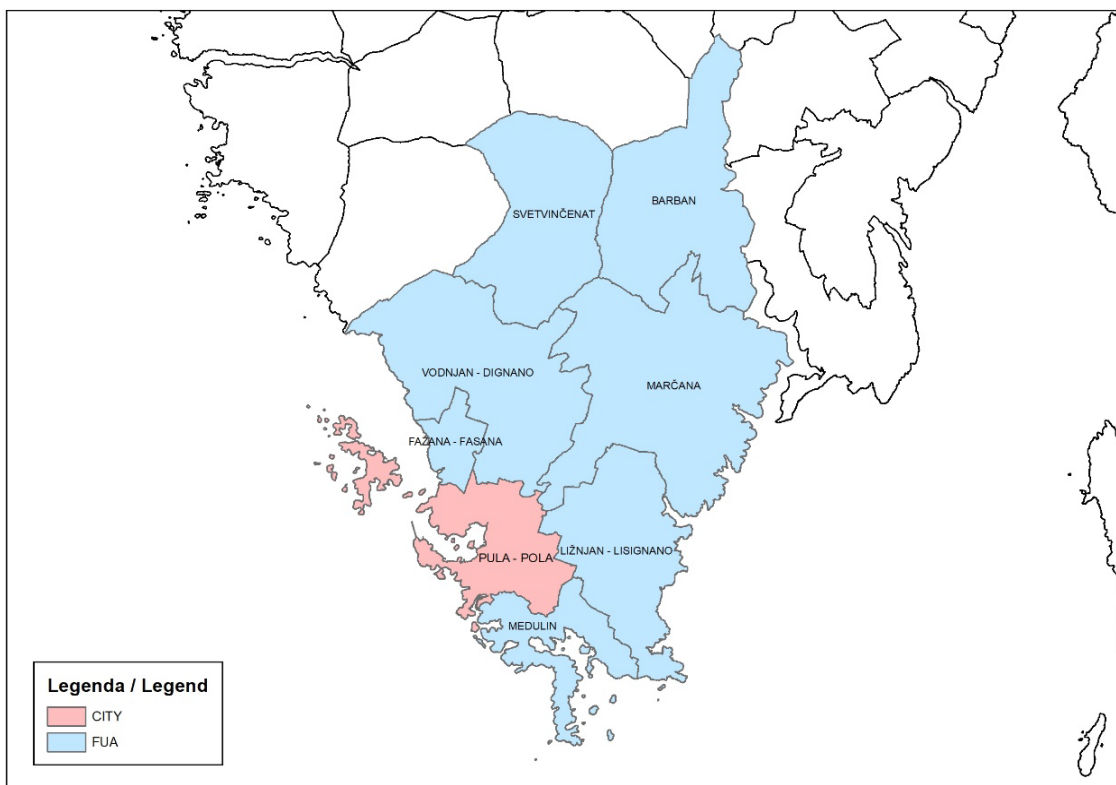 BARBAN
SVETVINČENAT
VODNJAN - DIGNANO
MARČANA
FAŽANA - FASANA
LIŽNJAN - LISIGNANO
PULA - POLA
MEDULIN
Legenda / Legend
CITY
FUA